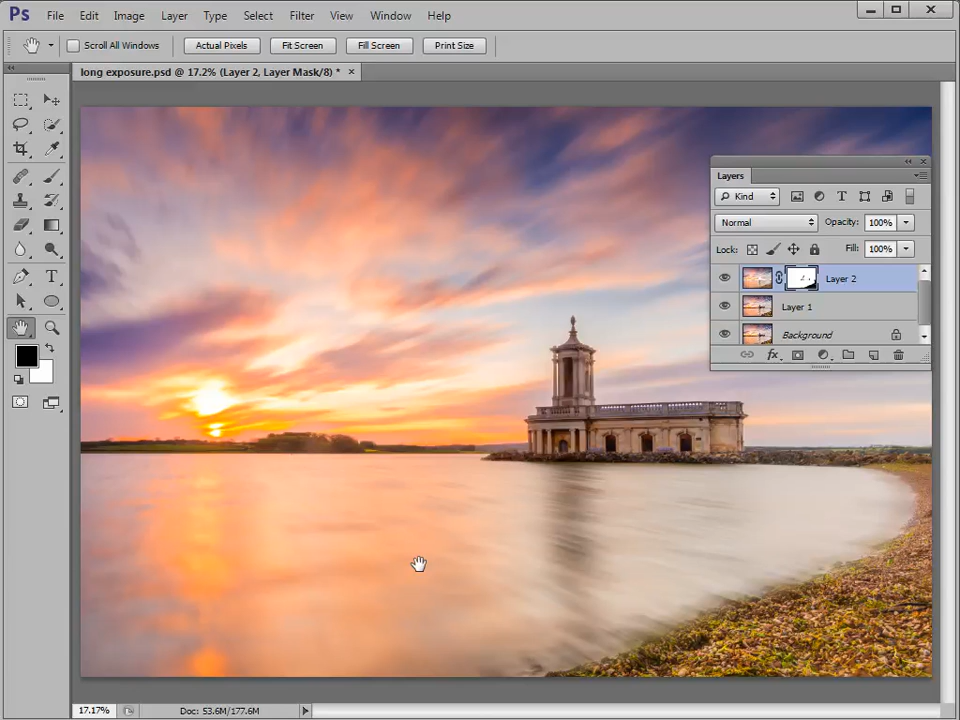 Ps File Edit Image Layer Type Select Filter View Window Help
Scroll All Windows Actual Pixels Fit Screen Fill Screen Print Size
long exposure.psd @ 17.2% (Layer 2, Layer Mask/8) *
Layers
Kind
Normal Opacity: 100%
Lock: Fill: 100%
Layer 2
Layer 1
Background
fx
17.17% Doc: 53.6M/177.6M